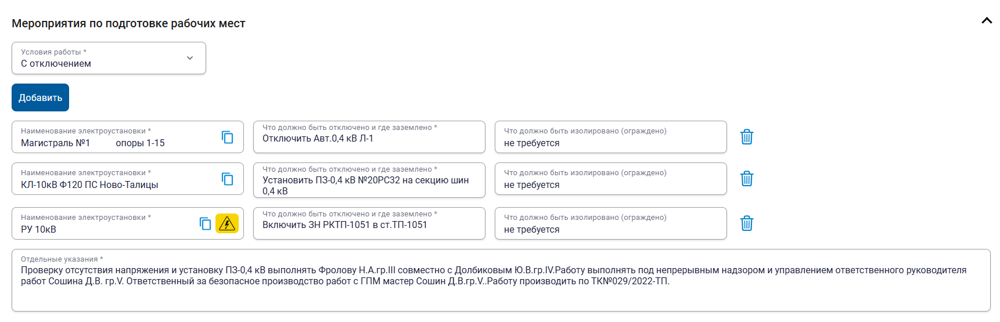 Мероприятия по подготовке рабочих мест
Условия работы *
С отключением
Добавить
Наименование электроустановки *
Магистраль №1 опоры 1-15
Что должно быть отключено и где заземлено *
Отключить Авт.0,4 кВ Л-1
Что должно быть изолировано (ограждено)
не требуется
Наименование электроустановки *
КЛ-10кВ Ф120 ПС Ново-Талицы
Что должно быть отключено и где заземлено *
Установить ПЗ-0,4 кВ №20РС32 на секцию шин
0,4 кВ
Что должно быть изолировано (ограждено)
не требуется
Наименование электроустановки *
РУ 10кВ
Что должно быть отключено и где заземлено *
Включить ЗН РКТП-1051 в ст.ТП-1051
Что должно быть изолировано (ограждено)
не требуется
Отдельные указания *
Проверку отсутствия напряжения и установку ПЗ-0,4 кВ выполнять Фролову Н.А.гр.III совместно с Долбиковым Ю.В.гр.IV.Работу выполнять под непрерывным надзором и управлением ответственного руководителя
работ Сошина Д.В. гр.V. Ответственный за безопасное производство работ с ГПМ мастер Сошин Д.В.гр.V..Работу производить по ТК№029/2022-ТП.